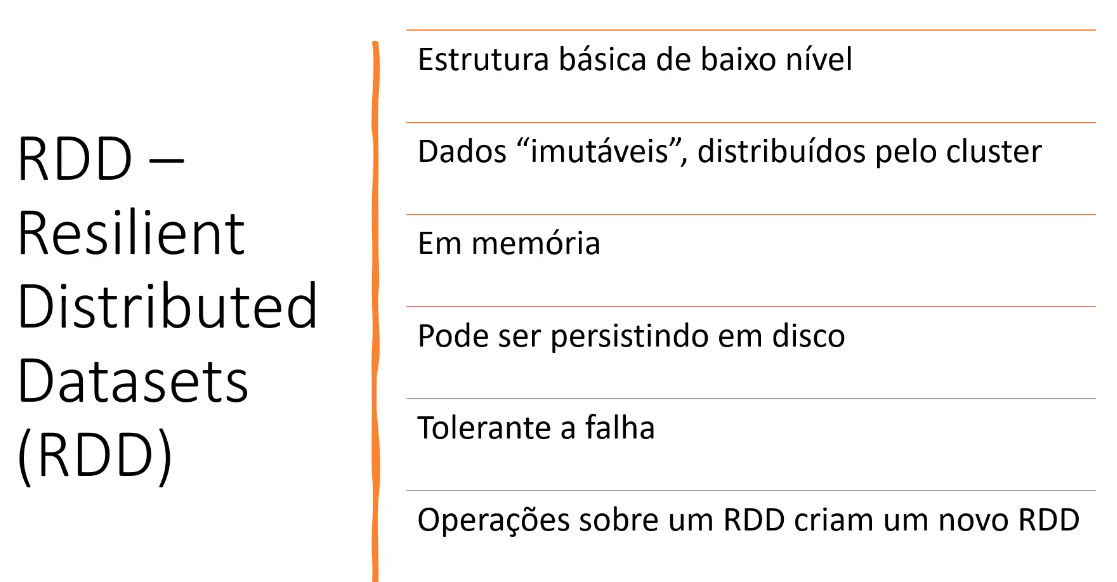 RDD –
Resilient
Distributed
Datasets
(RDD)
Estrutura básica de baixo nível
Dados “imutáveis”, distribuídos pelo cluster
Em memória
Pode ser persistindo em disco
Tolerante a falha
Operações sobre um RDD criam um novo RDD